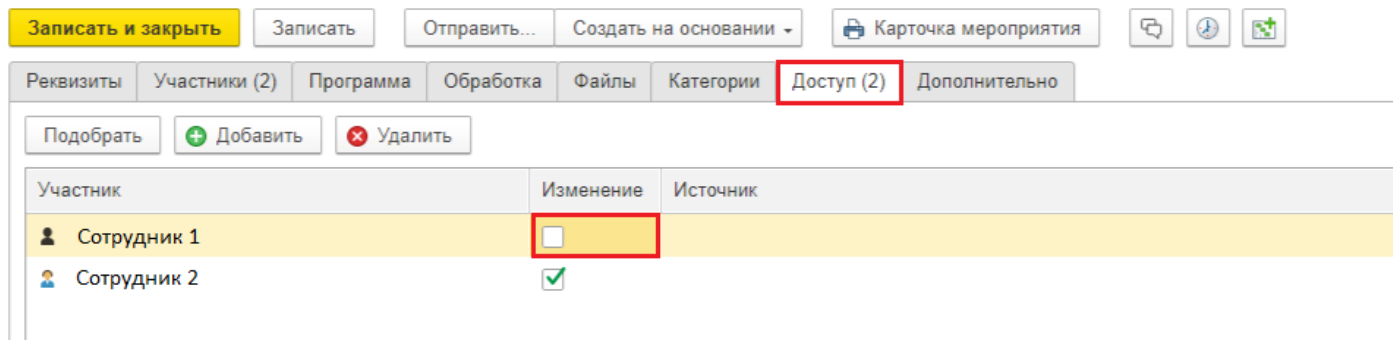 Записать и закрыть Записать Отправить... Создать на основании Карточка мероприятия
Реквизиты Участники (2) Программа Обработка Файлы Категории Доступ (2) Дополнительно
Подобрать Добавить Удалить
Участник Изменение Источник
Сотрудник 1
Сотрудник 2